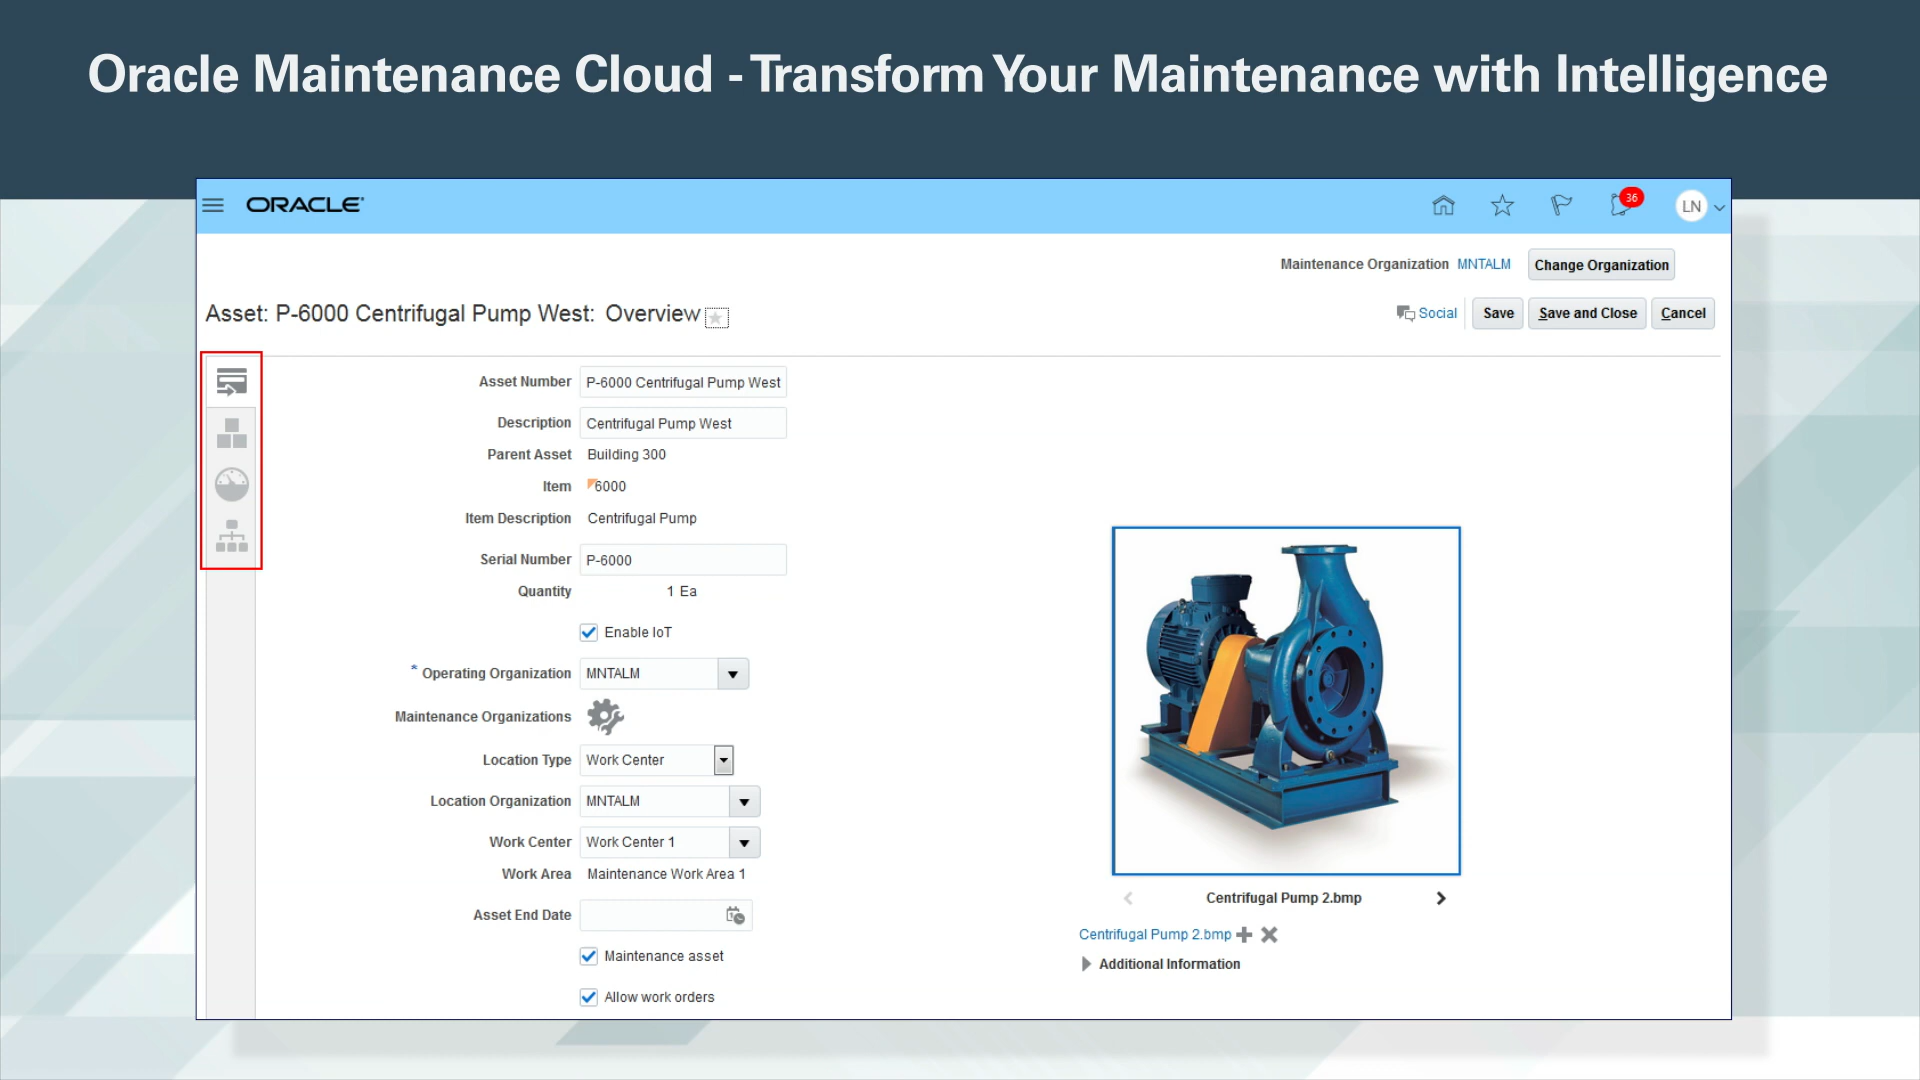 Oracle Maintenance Cloud - Transform Your Maintenance with Intelligence
ORACLE
36
LN
Maintenance Organization MNTALM Change Organization
Asset: P-6000 Centrifugal Pump West: Overview
Social Save Save and Close Cancel
Asset Number P-6000 Centrifugal Pump West
Description Centrifugal Pump West
Parent Asset Building 300
Item 6000
Item Description Centrifugal Pump
Serial Number P-6000
Quantity 1 Ea
Enable IoT
* Operating Organization MNTALM
Maintenance Organizations
Location Type Work Center
Location Organization MNTALM
Work Center Work Center 1
Work Area Maintenance Work Area 1
Asset End Date
Maintenance asset
Allow work orders
Centrifugal Pump 2.bmp
Centrifugal Pump 2.bmp
Additional Information